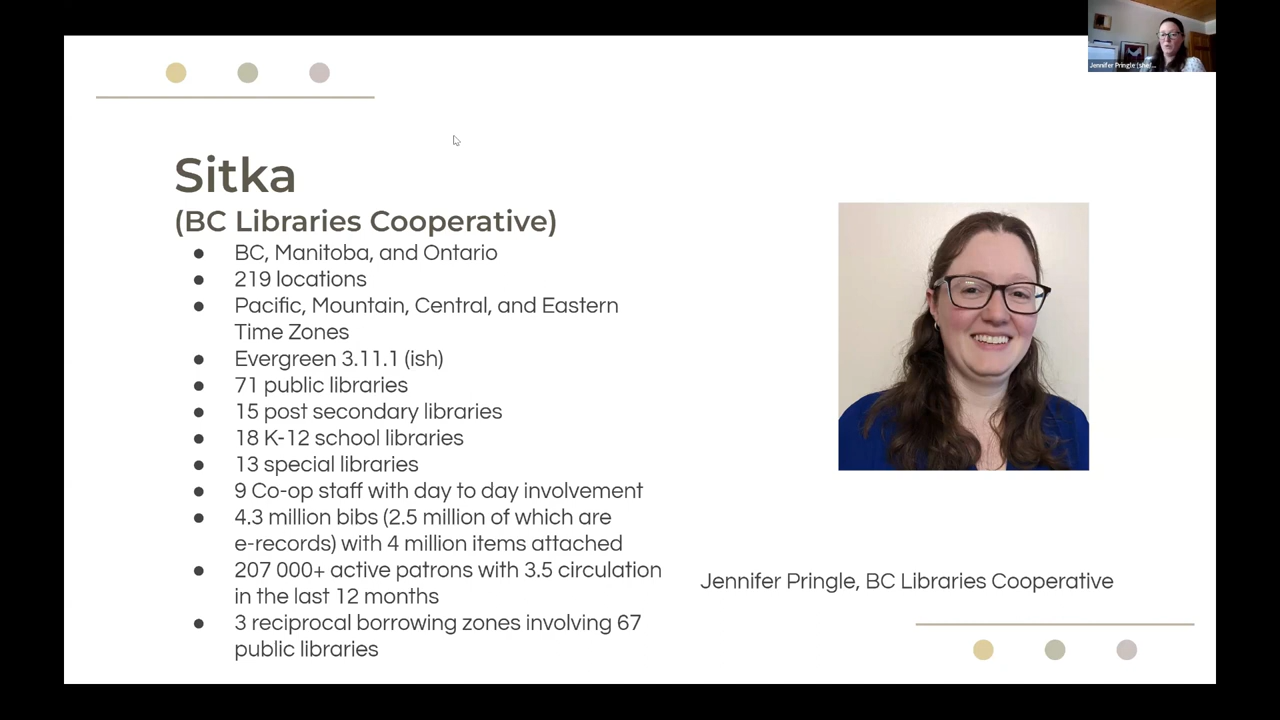 Jennifer Pringle (she/...
Sitka
(BC Libraries Cooperative)
● BC, Manitoba, and Ontario
● 219 locations
● Pacific, Mountain, Central, and Eastern
Time Zones
● Evergreen 3.11.1 (ish)
● 71 public libraries
● 15 post secondary libraries
● 18 K-12 school libraries
● 13 special libraries
● 9 Co-op staff with day to day involvement
● 4.3 million bibs (2.5 million of which are
e-records) with 4 million items attached
● 207 000+ active patrons with 3.5 circulation
in the last 12 months
● 3 reciprocal borrowing zones involving 67
public libraries
Jennifer Pringle, BC Libraries Cooperative